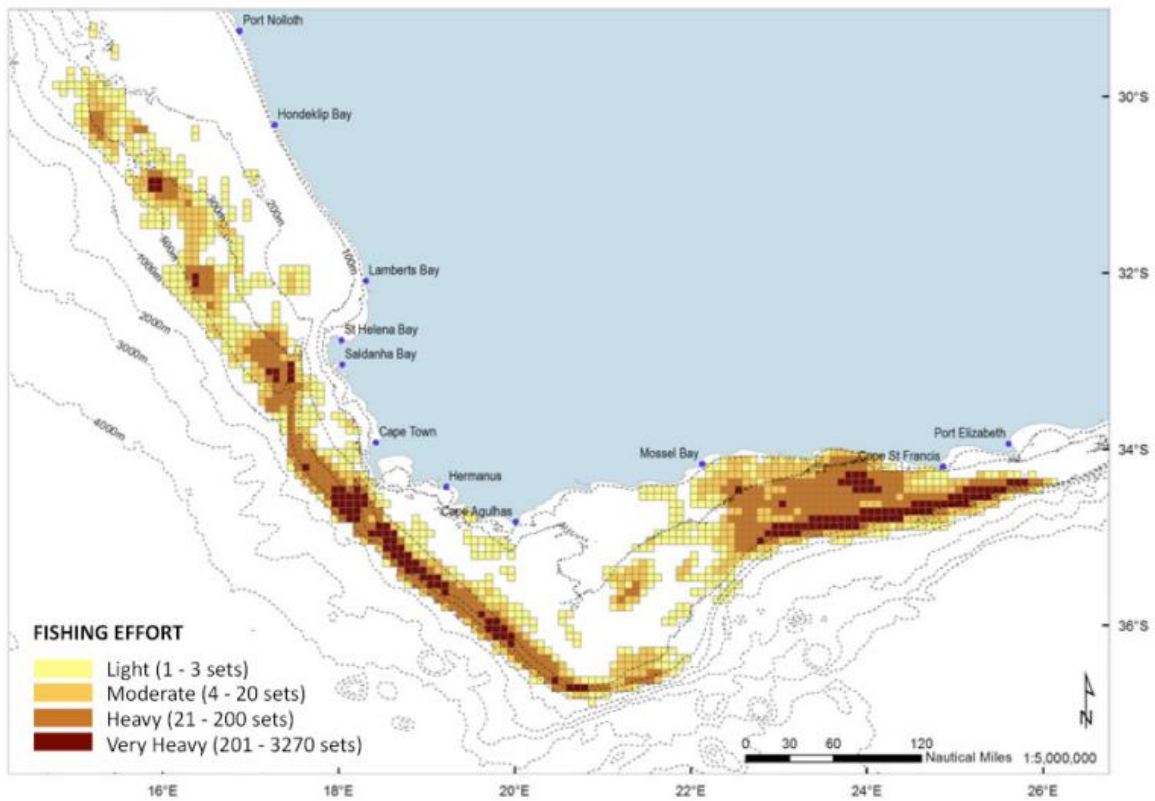 Port Nolloth
Hondeklip Bay
30°S
300m
200m
500m
1000m
100m
Lamberts Bay
32°S
2000m
St Helena Bay
3000m
Saldanha Bay
4000m
Cape Town
34°S
Mossel Bay
Port Elizabeth
Cape St Francis
Hermanus
Cape Agulhas
36°S
FISHING EFFORT
Light (1 - 3 sets)
Moderate (4 - 20 sets)
Heavy (21 - 200 sets)
Very Heavy (201 - 3270 sets)
N
0 30 60 120
Nautical Miles 1:5,000,000
16°E 18°E 20°E 22°E 24°E 26°E